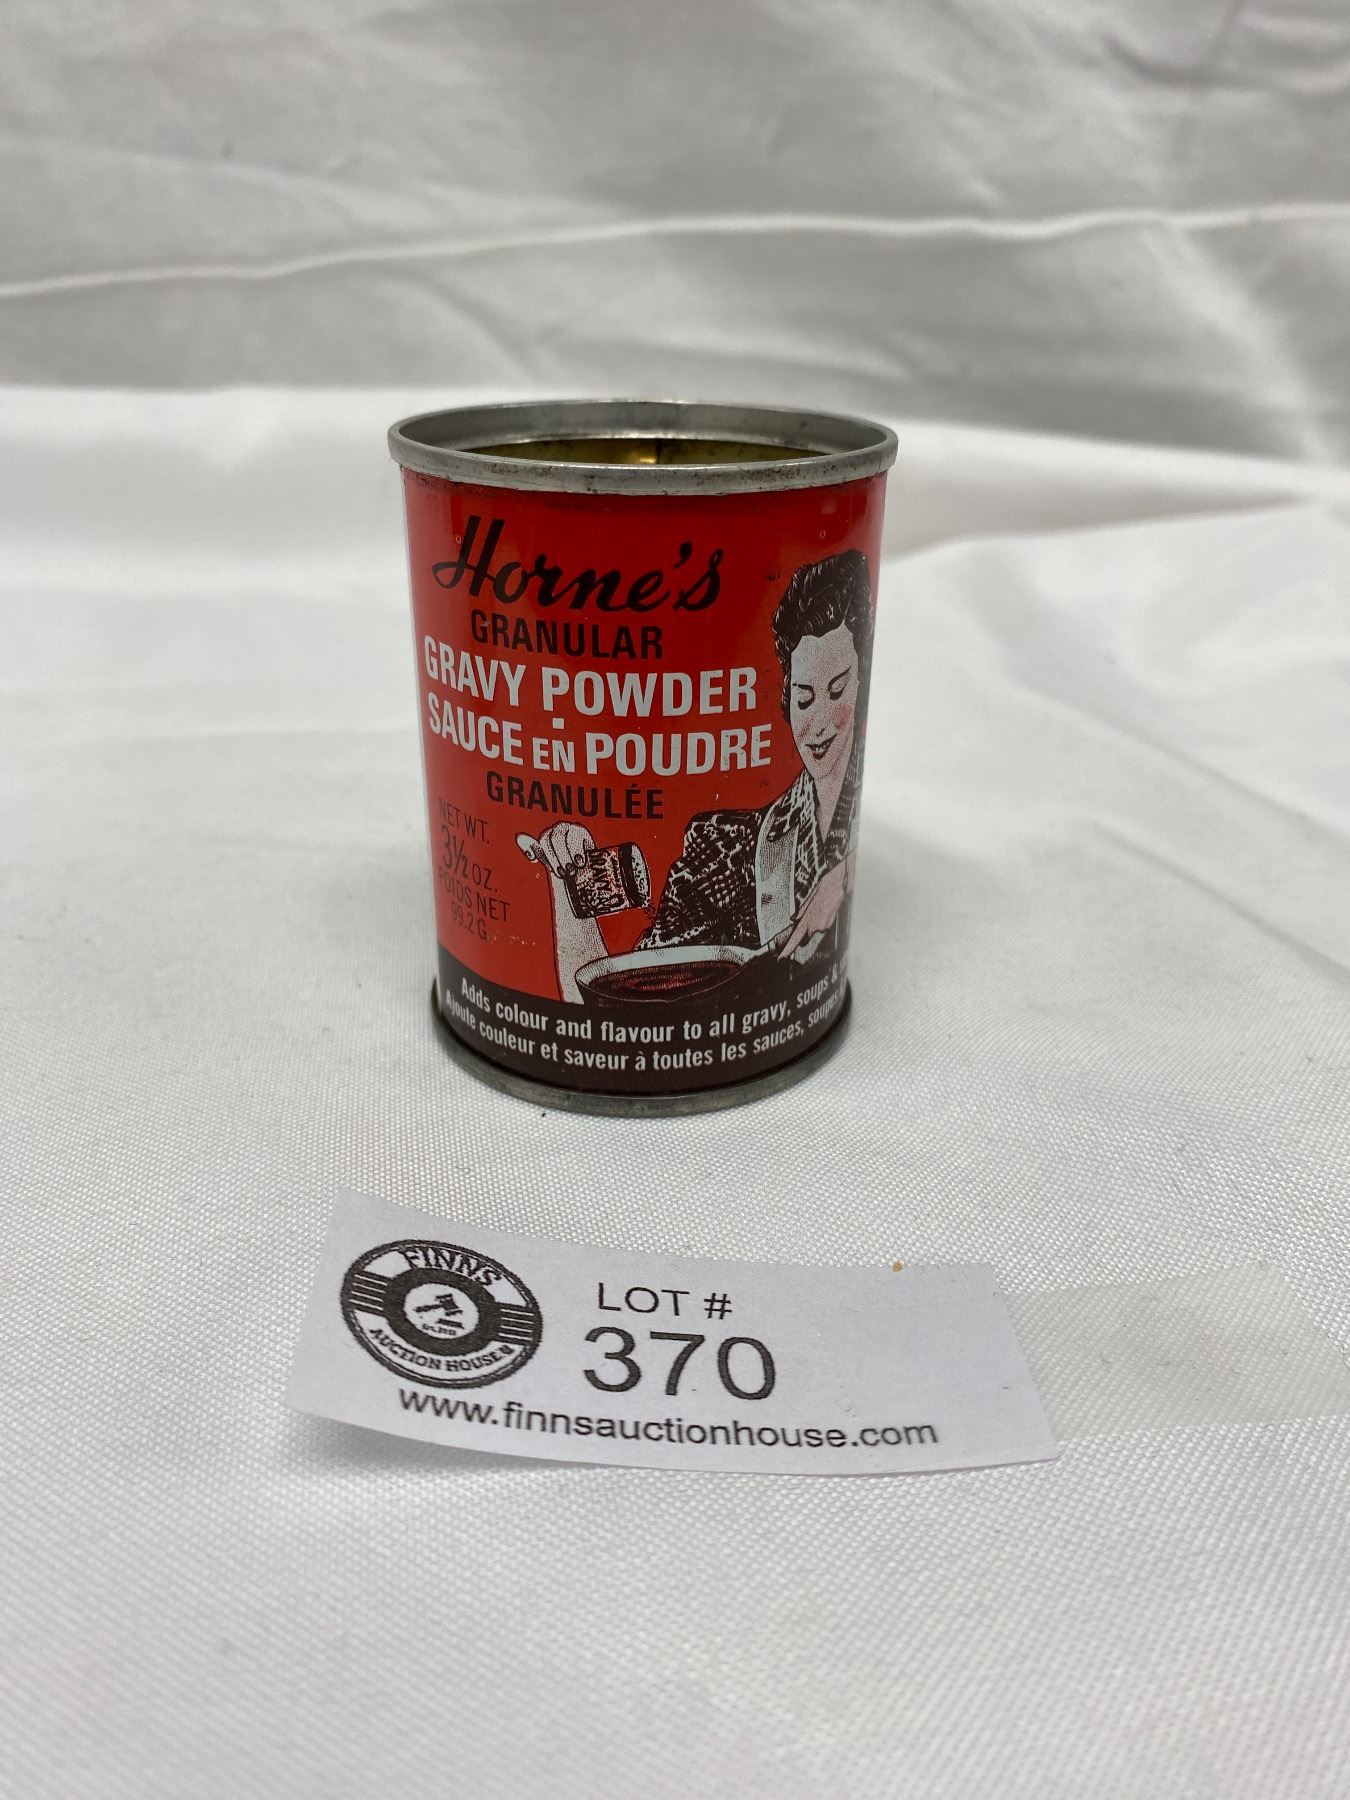 Horne's
GRANULAR
GRAVY POWDER
SAUCE EN POUDRE
GRANULÉE
NET WT.
3½ OZ.
POIDS NET
99.2 G.
Adds colour and flavour to all gravy, soups &
Ajoute couleur et saveur à toutes les sauces, soupes
FINNS
AUCTION HOUSE
LOT #
370
www.finnsauctionhouse.com